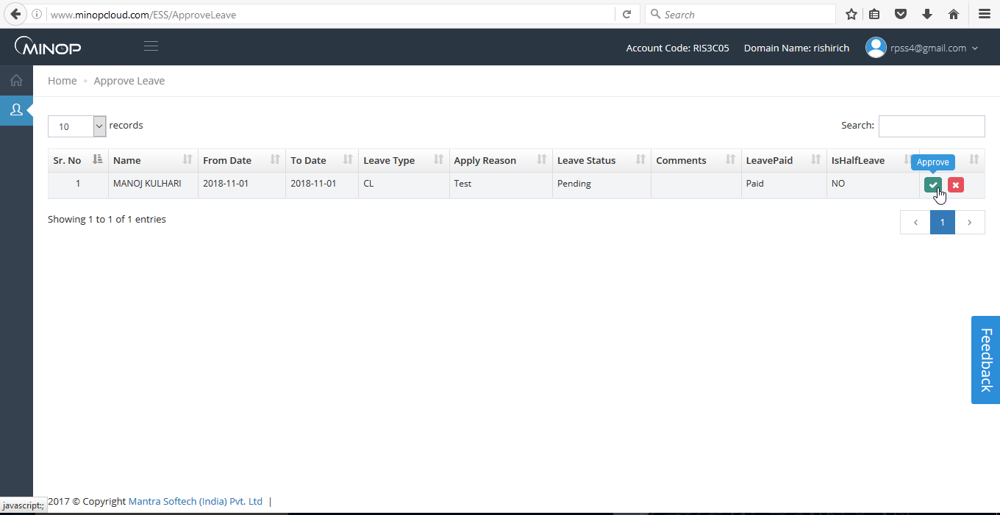 www.minopcloud.com/ESS/ApproveLeave
Search
MINOP
Account Code: RIS3C05
Domain Name: rishirich
rpss4@gmail.com
Home • Approve Leave
10 records
Search:
Sr. No Name From Date To Date Leave Type Apply Reason Leave Status Comments LeavePaid IsHalfLeave
Approve
1 MANOJ KULHARI 2018-11-01 2018-11-01 CL Test Pending Paid NO
Showing 1 to 1 of 1 entries
‹ 1 ›
Feedback
2017 © Copyright Mantra Softech (India) Pvt. Ltd |
javascript:;